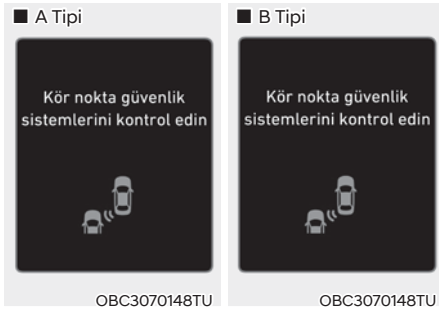 ■ A Tipi
Kör nokta güvenlik
sistemlerini kontrol edin
OBC3070148TU
■ B Tipi
Kör nokta güvenlik
sistemlerini kontrol edin
OBC3070148TU